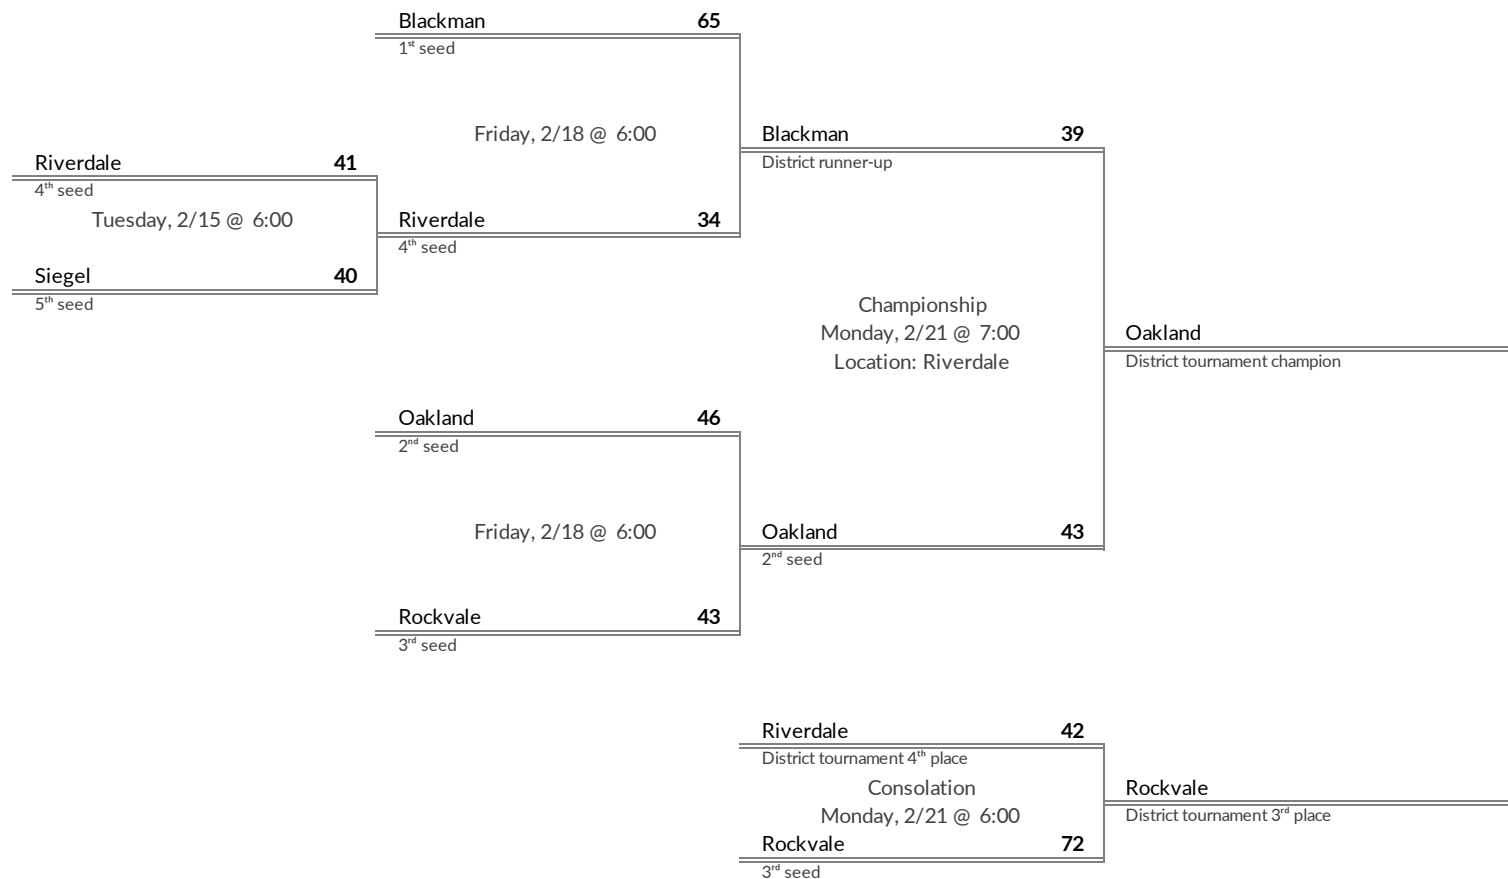 Blackman 65
1st seed
Friday, 2/18 @ 6:00
Blackman 39
District runner-up
Riverdale 41
4th seed
Tuesday, 2/15 @ 6:00
Riverdale 34
4th seed
Siegel 40
5th seed
Championship
Monday, 2/21 @ 7:00
Location: Riverdale
Oakland
District tournament champion
Oakland 46
2nd seed
Friday, 2/18 @ 6:00
Oakland 43
2nd seed
Rockvale 43
3rd seed
Riverdale 42
District tournament 4th place
Consolation
Monday, 2/21 @ 6:00
Rockvale
District tournament 3rd place
Rockvale 72
3rd seed